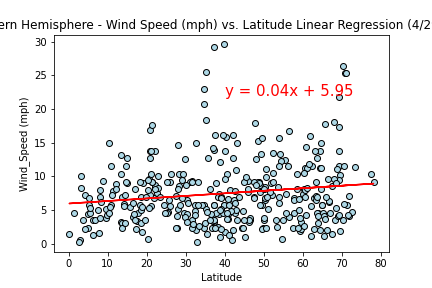 ern Hemisphere - Wind Speed (mph) vs. Latitude Linear Regression (4/2
30
25
20
15
10
5
0
Wind_Speed (mph)
y = 0.04x + 5.95
0 10 20 30 40 50 60 70 80
Latitude